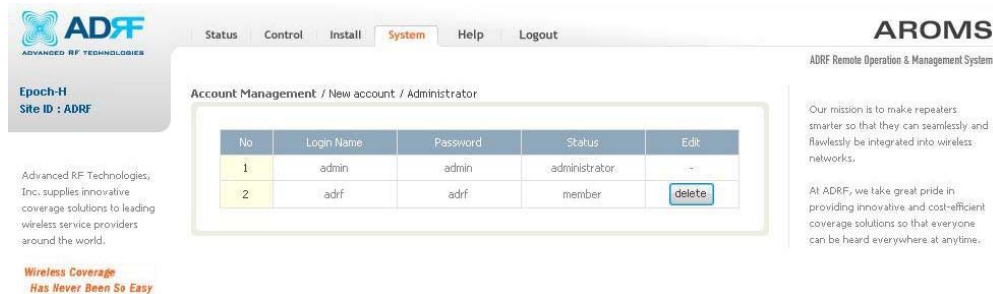 ADRF
ADVANCED RF TECHNOLOGIES
Status Control Install System Help Logout
AROMS
ADRF Remote Operation & Management System
Epoch-H
Site ID : ADRF
Account Management / New account / Administrator
No Login Name Password Status Edit
1 admin admin administrator -
2 adrf adrf member delete
Advanced RF Technologies,
Inc. supplies innovative
coverage solutions to leading
wireless service providers
around the world.
Wireless Coverage
Has Never Been So Easy
Our mission is to make repeaters
smarter so that they can seamlessly and
flawlessly be integrated into wireless
networks.
At ADRF, we take great pride in
providing innovative and cost-efficient
coverage solutions so that everyone
can be heard everywhere at anytime.